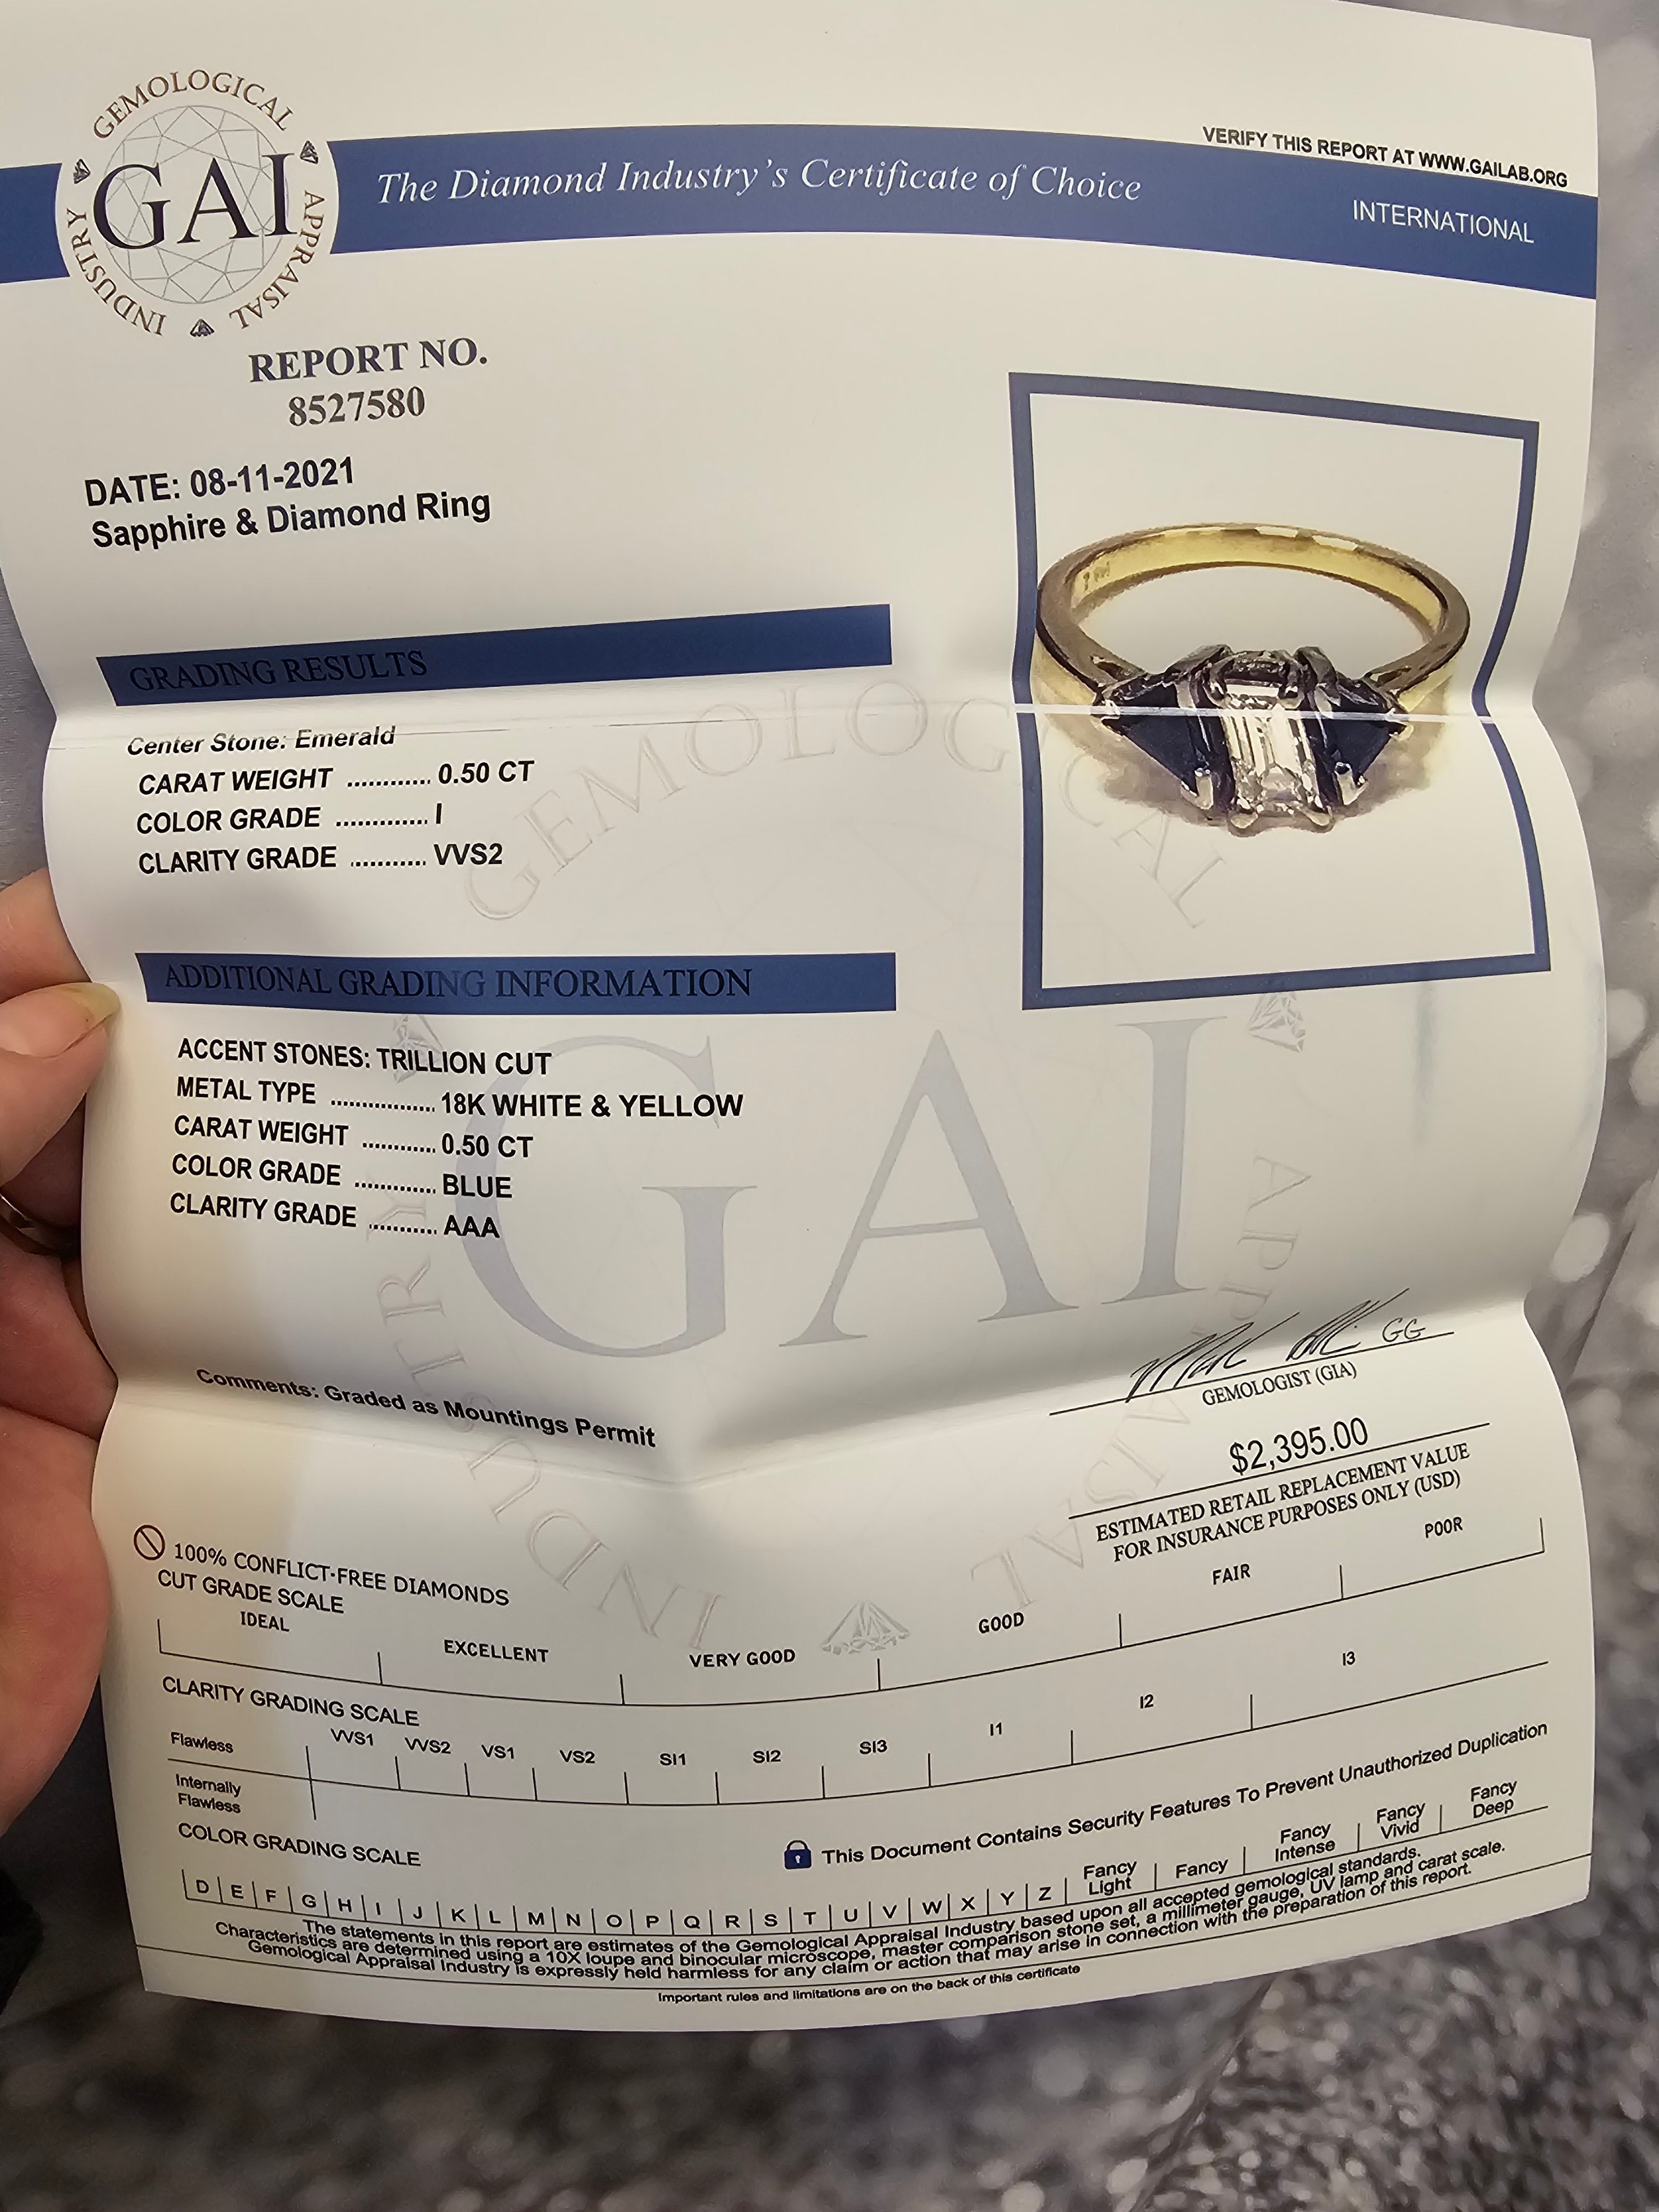 GEMOLOGICAL
GAI
APPRAISAL
INDUSTRY
The Diamond Industry's Certificate of Choice
VERIFY THIS REPORT AT WWW.GAILAB.ORG
INTERNATIONAL
REPORT NO.
8527580
DATE: 08-11-2021
Sapphire & Diamond Ring
GRADING RESULTS
Center Stone: Emerald
CARAT WEIGHT ............ 0.50 CT
COLOR GRADE ............. I
CLARITY GRADE ........... VVS2
ADDITIONAL GRADING INFORMATION
ACCENT STONES: TRILLION CUT
METAL TYPE ................. 18K WHITE & YELLOW
CARAT WEIGHT ............ 0.50 CT
COLOR GRADE ............. BLUE
CLARITY GRADE ........... AAA
GEMOLOGICAL
GAI
APPRAISAL
INDUSTRY
Comments: Graded as Mountings Permit
GG
GEMOLOGIST (GIA)
$2,395.00
ESTIMATED RETAIL REPLACEMENT VALUE
FOR INSURANCE PURPOSES ONLY (USD)
100% CONFLICT-FREE DIAMONDS
CUT GRADE SCALE
IDEAL EXCELLENT VERY GOOD GOOD FAIR POOR
CLARITY GRADING SCALE
Flawless VVS1 VVS2 VS1 VS2 SI1 SI2 SI3 I1 I2 I3
Internally
Flawless
This Document Contains Security Features To Prevent Unauthorized Duplication
COLOR GRADING SCALE
D E F G H I J K L M N O P Q R S T U V W X Y Z Fancy Light Fancy Fancy Intense Fancy Vivid Fancy Deep
The statements in this report are estimates of the Gemological Appraisal Industry based upon all accepted gemological standards.
Characteristics are determined using a 10X loupe and binocular microscope, master comparison stone set, a millimeter gauge, UV lamp and carat scale.
Gemological Appraisal Industry is expressly held harmless for any claim or action that may arise in connection with the preparation of this report.
Important rules and limitations are on the back of this certificate